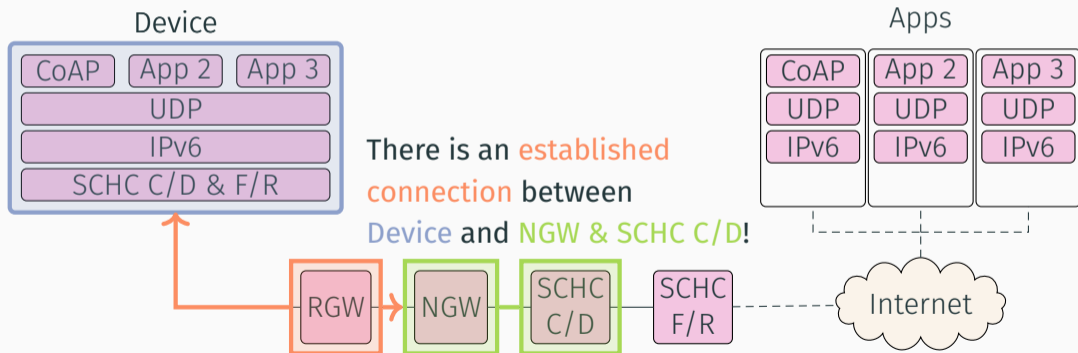 Device
CoAP App 2 App 3
UDP
IPv6
SCHC C/D & F/R
There is an established
connection between
Device and NGW & SCHC C/D!
Apps
CoAP App 2 App 3
UDP UDP UDP
IPv6 IPv6 IPv6
RGW
NGW
SCHC
C/D
SCHC
F/R
Internet